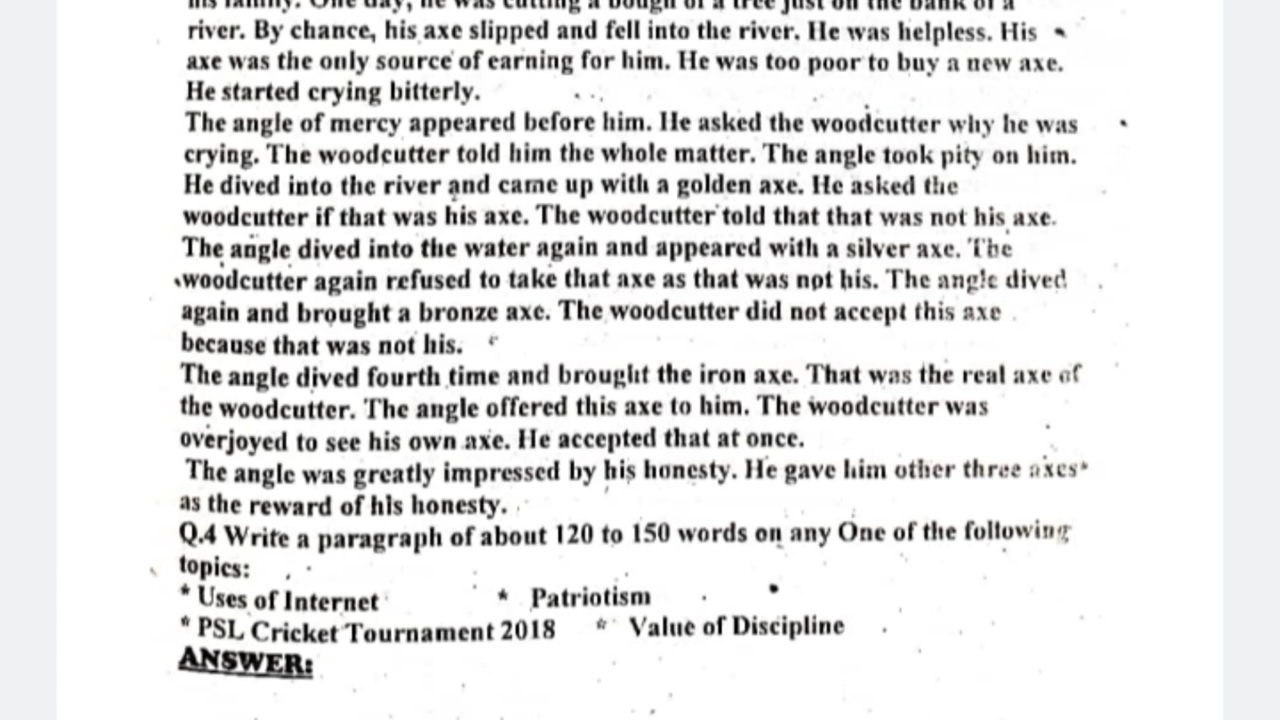 his family. One day, he was cutting a bough of a tree just on the bank of a
river. By chance, his axe slipped and fell into the river. He was helpless. His
axe was the only source of earning for him. He was too poor to buy a new axe.
He started crying bitterly.
The angle of mercy appeared before him. He asked the woodcutter why he was
crying. The woodcutter told him the whole matter. The angle took pity on him.
He dived into the river and came up with a golden axe. He asked the
woodcutter if that was his axe. The woodcutter told that that was not his axe.
The angle dived into the water again and appeared with a silver axe. The
woodcutter again refused to take that axe as that was not his. The angle dived
again and brought a bronze axe. The woodcutter did not accept this axe
because that was not his.
The angle dived fourth time and brought the iron axe. That was the real axe of
the woodcutter. The angle offered this axe to him. The woodcutter was
overjoyed to see his own axe. He accepted that at once.
The angle was greatly impressed by his honesty. He gave him other three axes
as the reward of his honesty.
Q.4 Write a paragraph of about 120 to 150 words on any One of the following
topics:
* Uses of Internet * Patriotism
* PSL Cricket Tournament 2018 * Value of Discipline
ANSWER: